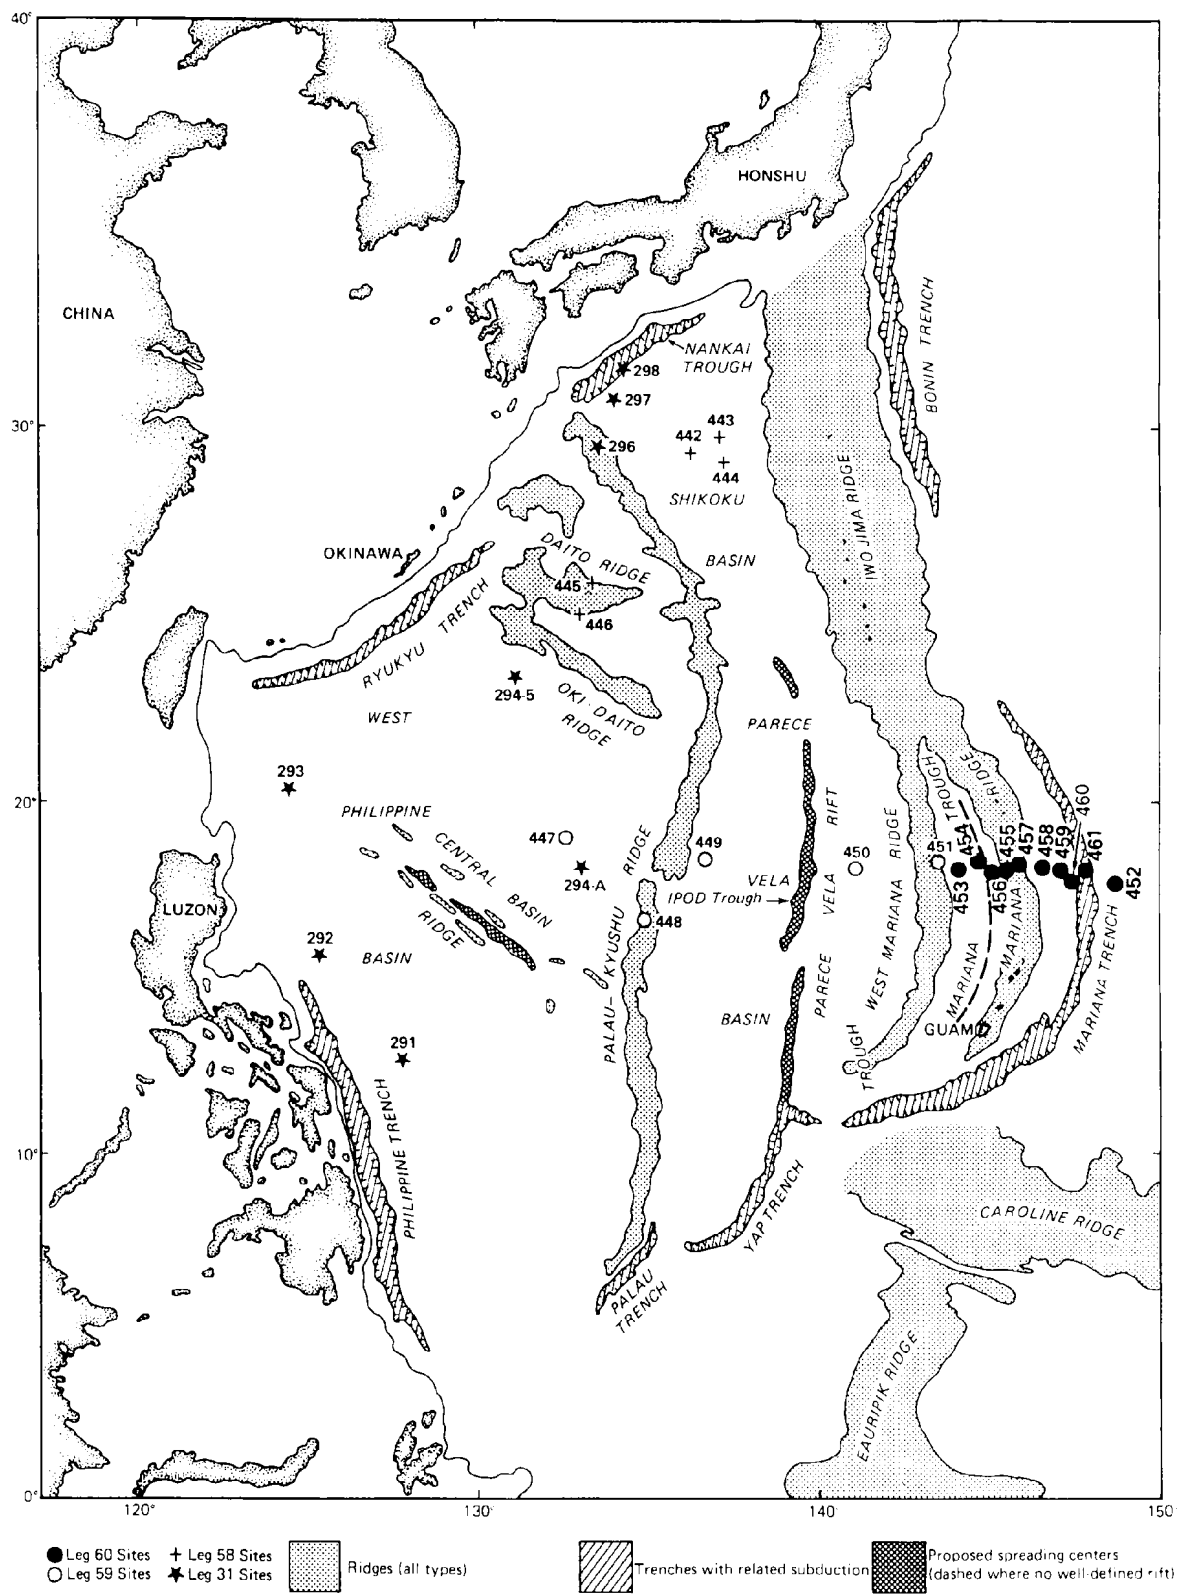 40°
HONSHU
CHINA
BONIN TRENCH
NANKAI
TROUGH
298
297
30°
443
442
296
444
SHIKOKU
IWO JIMA RIDGE
OKINAWA
DAITO RIDGE
BASIN
445
446
RYUKYU TRENCH
294-5
OKI-DAITO
RIDGE
WEST
PARECE
293
20°
PHILIPPINE
TROUGH
RIDGE
460
447
CENTRAL
BASIN
RIDGE
294-A
449
VELA
RIFT
450
451
454
455
457
458
459
461
453
456
452
IPOD Trough
LUZON
448
292
BASIN
PALAU-KYUSHU
RIDGE
PARECE VELA
WEST MARIANA RIDGE
MARIANA
MARIANA
MARIANA TRENCH
BASIN
GUAM
291
TROUGH
PHILIPPINE TRENCH
10°
YAP TRENCH
CAROLINE RIDGE
PALAU
TRENCH
EAURIPIK RIDGE
0°
120° 130° 140° 150°
Leg 60 Sites
Leg 59 Sites
Leg 58 Sites
Leg 31 Sites
Ridges (all types)
Trenches with related subduction
Proposed spreading centers
(dashed where no well-defined rift)